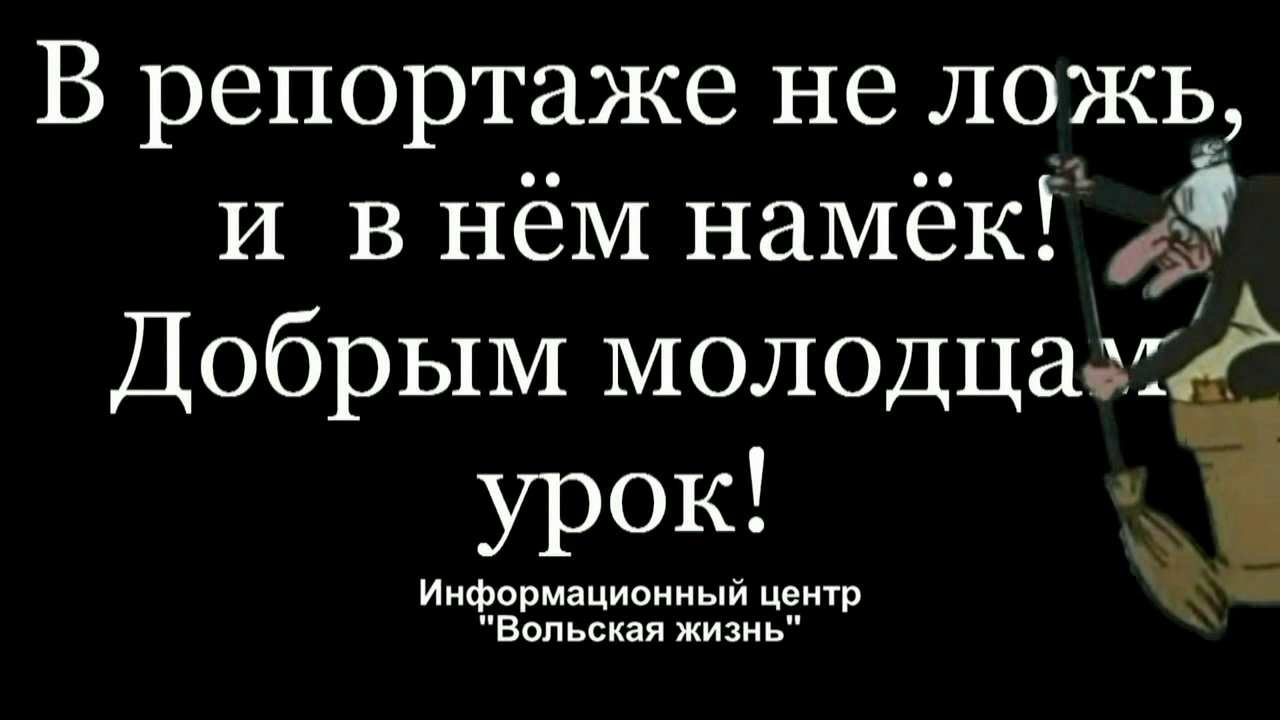 В репортаже не ложь,
и в нём намёк!
Добрым молодцам
урок!
Информационный центр
"Вольская жизнь"